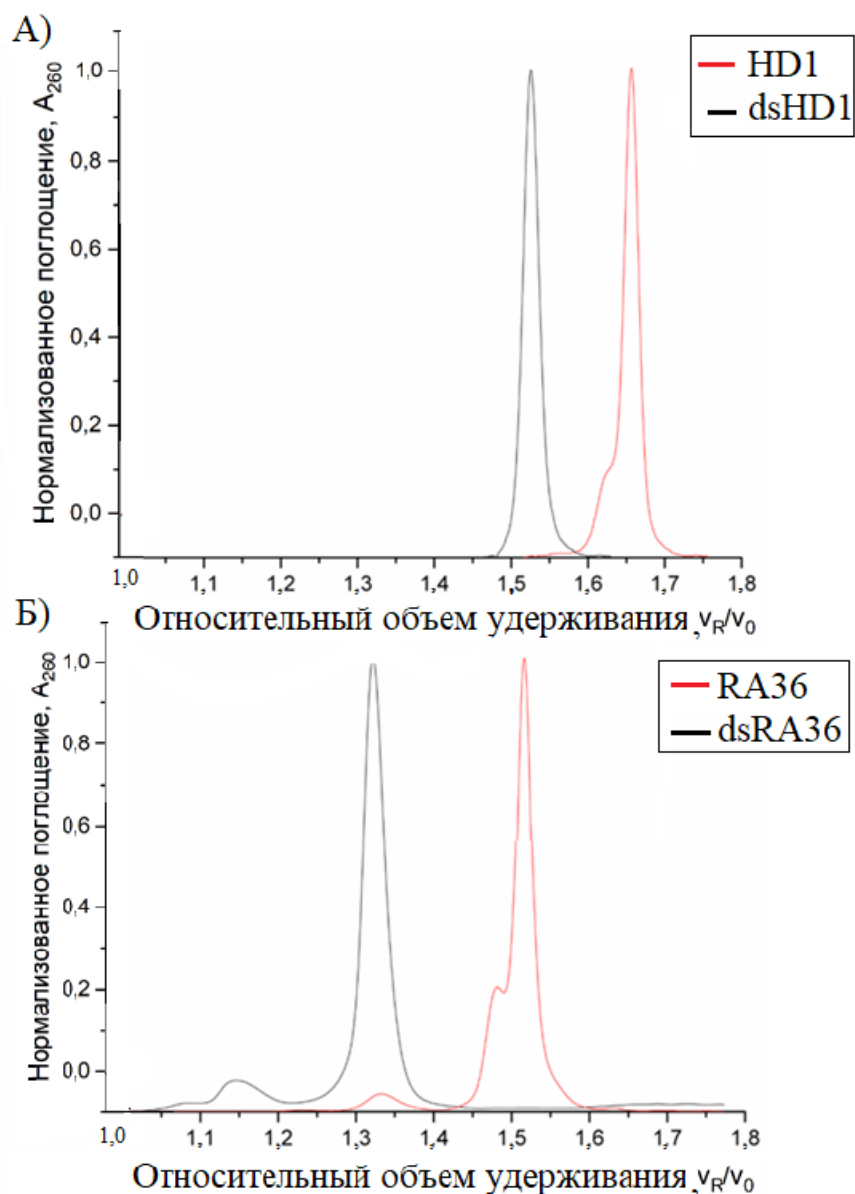 А)
HD1
dsHD1
Нормализованное поглощение, A260
1,0
0,8
0,6
0,4
0,2
0,0
1,0 1,1 1,2 1,3 1,4 1,5 1,6 1,7 1,8
Относительный объем удерживания,vR/v0
Б)
RA36
dsRA36
Нормализованное поглощение, A260
1,0
0,8
0,6
0,4
0,2
0,0
1,0 1,1 1,2 1,3 1,4 1,5 1,6 1,7 1,8
Относительный объем удерживания,vR/v0